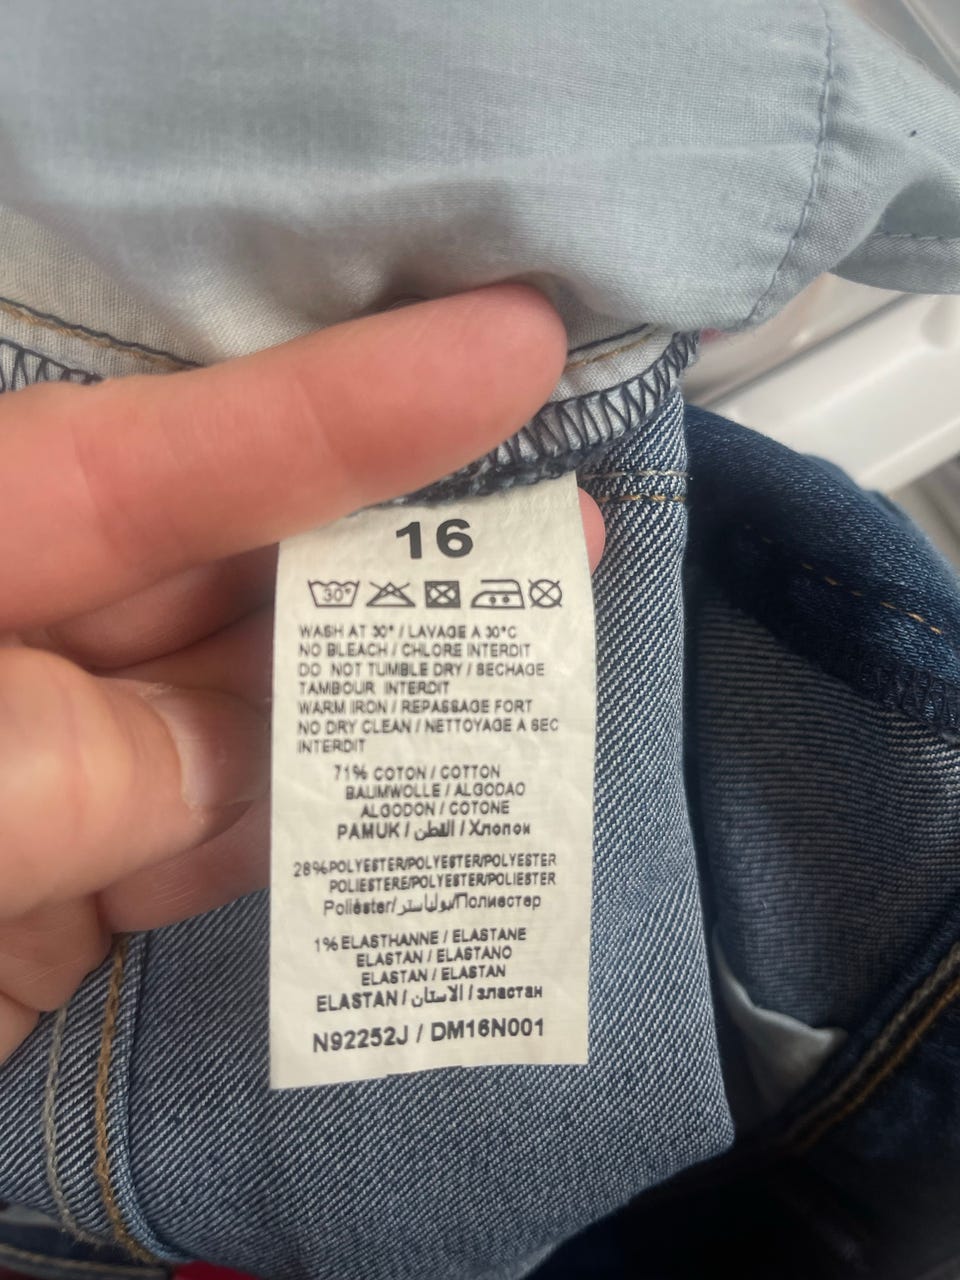 16
30°
WASH AT 30° / LAVAGE A 30°C
NO BLEACH / CHLORE INTERDIT
DO NOT TUMBLE DRY / SECHAGE
TAMBOUR INTERDIT
WARM IRON / REPASSAGE FORT
NO DRY CLEAN / NETTOYAGE A SEC
INTERDIT
71% COTON / COTTON
BAUMWOLLE / ALGODAO
ALGODON / COTONE
PAMUK / القطن / Хлопок
28%POLYESTER/POLYESTER/POLYESTER
POLIESTERE/POLYESTER/POLIESTER
Poliéster/بولياستر/Полиестер
1% ELASTHANNE / ELASTANE
ELASTAN / ELASTANO
ELASTAN / ELASTAN
ELASTAN / الاستان / эластан
N92252J / DM16N001